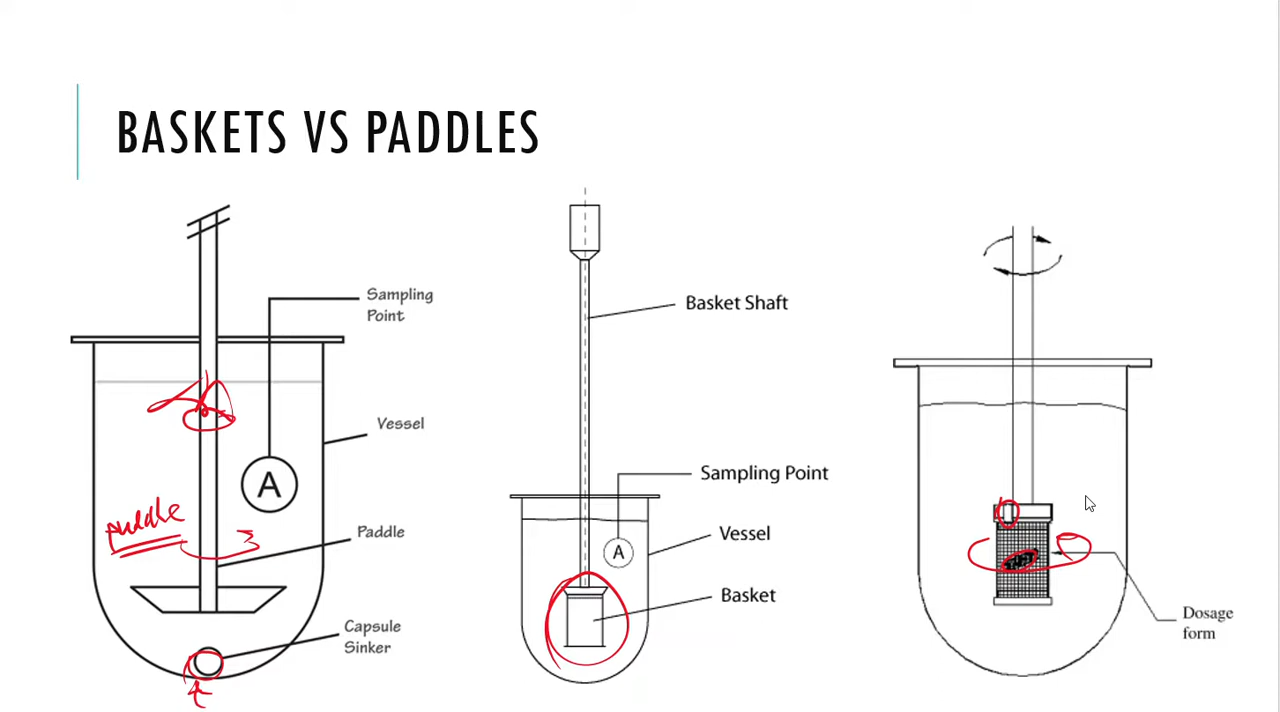 BASKETS VS PADDLES
Sampling
Point
A
Vessel
paddle
Paddle
Capsule
Sinker
Basket Shaft
Sampling Point
A
Vessel
Basket
Dosage
form